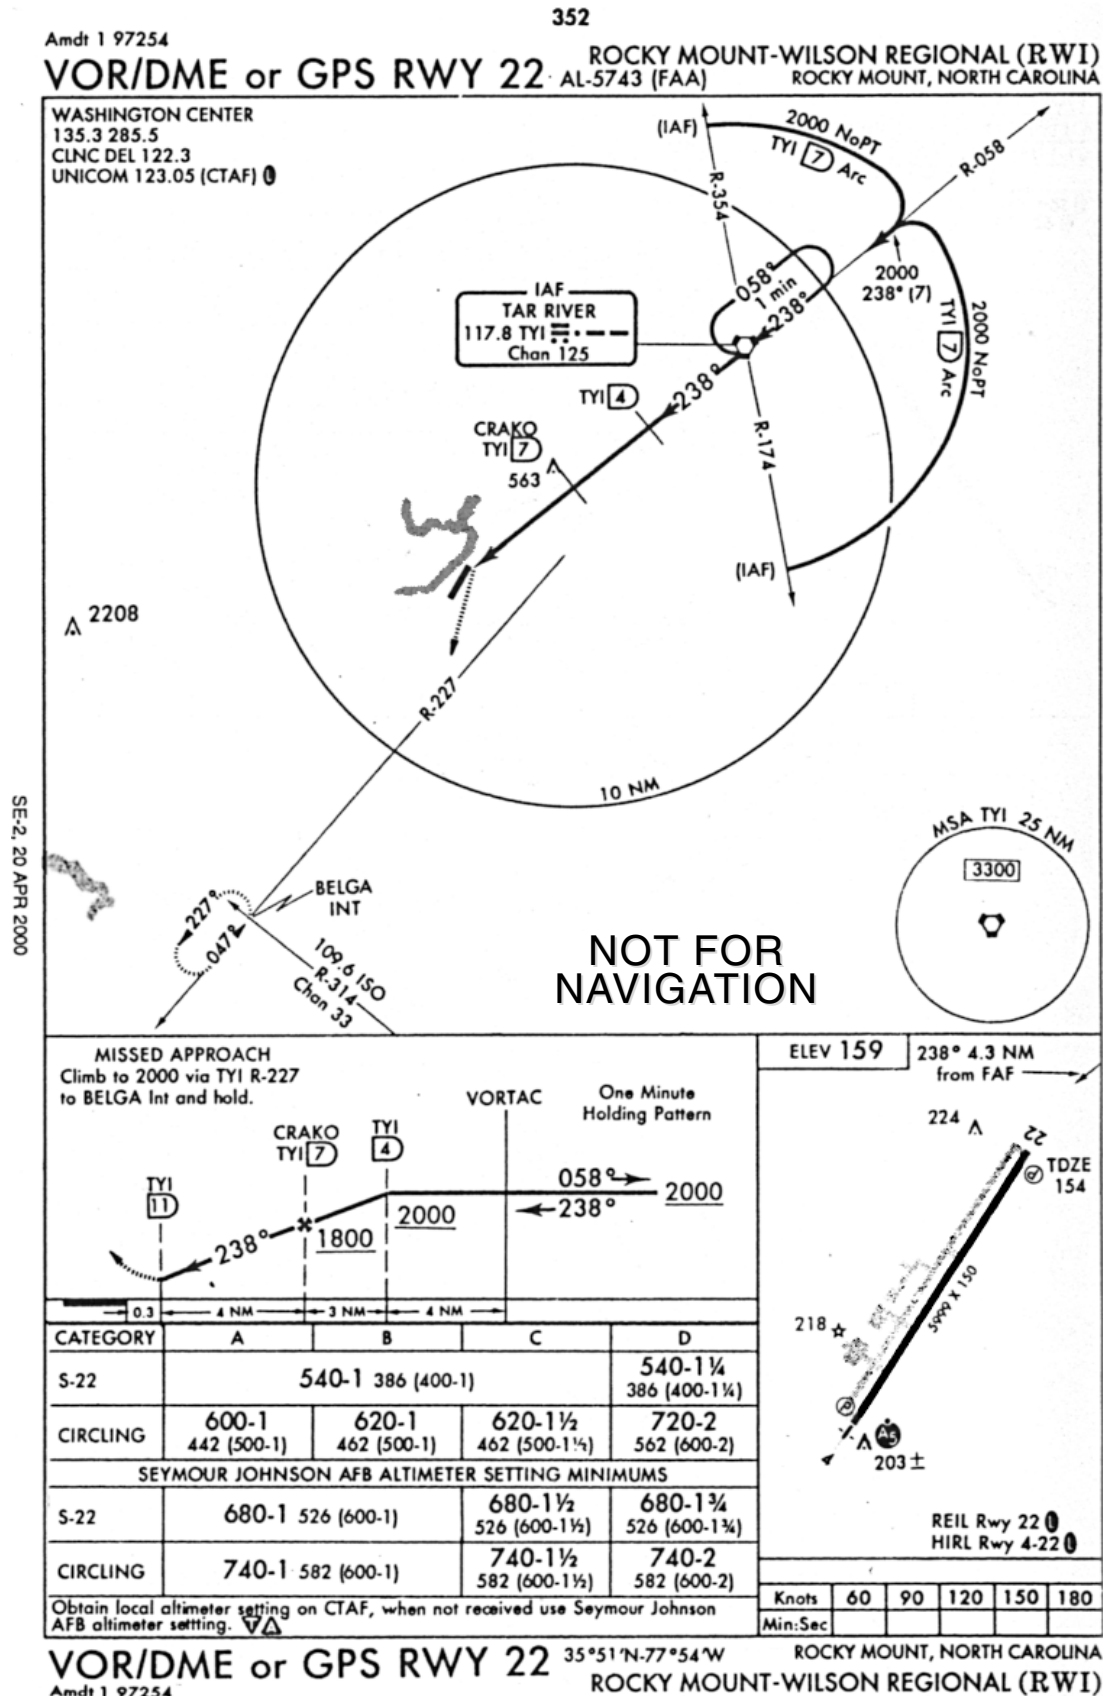 352
Amdt 1 97254
VOR/DME or GPS RWY 22
AL-5743 (FAA)
ROCKY MOUNT-WILSON REGIONAL (RWI)
ROCKY MOUNT, NORTH CAROLINA
WASHINGTON CENTER
135.3 285.5
CLNC DEL 122.3
UNICOM 123.05 (CTAF) L
(IAF)
2000 NoPT
TYI 7 Arc
R-058
R-354
2000
238° (7)
2000 NoPT
TYI 7 Arc
058°
1 min
238°
IAF
TAR RIVER
117.8 TYI
Chan 125
238°
TYI 4
CRAKO
TYI 7
563
R-174
(IAF)
2208
R-227
10 NM
SE-2, 20 APR 2000
MSA TYI 25 NM
3300
BELGA
INT
227°
047°
109.6 ISO
R-314
Chan 33
NOT FOR
NAVIGATION
MISSED APPROACH
Climb to 2000 via TYI R-227
to BELGA Int and hold.
VORTAC
One Minute
Holding Pattern
CRAKO
TYI 7
TYI
4
TYI
11
058°
238°
2000
2000
1800
238°
0.3 4 NM 3 NM 4 NM
ELEV 159
238° 4.3 NM
from FAF
224
22
TDZE
154
5999 X 150
218
P
P
A5
203 ±
4
REIL Rwy 22 L
HIRL Rwy 4-22 L
CATEGORY A B C D
S-22 540-1 386 (400-1) 540-1¼
386 (400-1¼)
CIRCLING 600-1 620-1 620-1½ 720-2
442 (500-1) 462 (500-1) 462 (500-1½) 562 (600-2)
SEYMOUR JOHNSON AFB ALTIMETER SETTING MINIMUMS
S-22 680-1 526 (600-1) 680-1½ 680-1¾
526 (600-1½) 526 (600-1¾)
CIRCLING 740-1 582 (600-1) 740-1½ 740-2
582 (600-1½) 582 (600-2)
Obtain local altimeter setting on CTAF, when not received use Seymour Johnson
AFB altimeter settting. T A
Knots 60 90 120 150 180
Min:Sec
VOR/DME or GPS RWY 22
35°51'N-77°54'W
ROCKY MOUNT, NORTH CAROLINA
ROCKY MOUNT-WILSON REGIONAL (RWI)
Amdt 1 97254